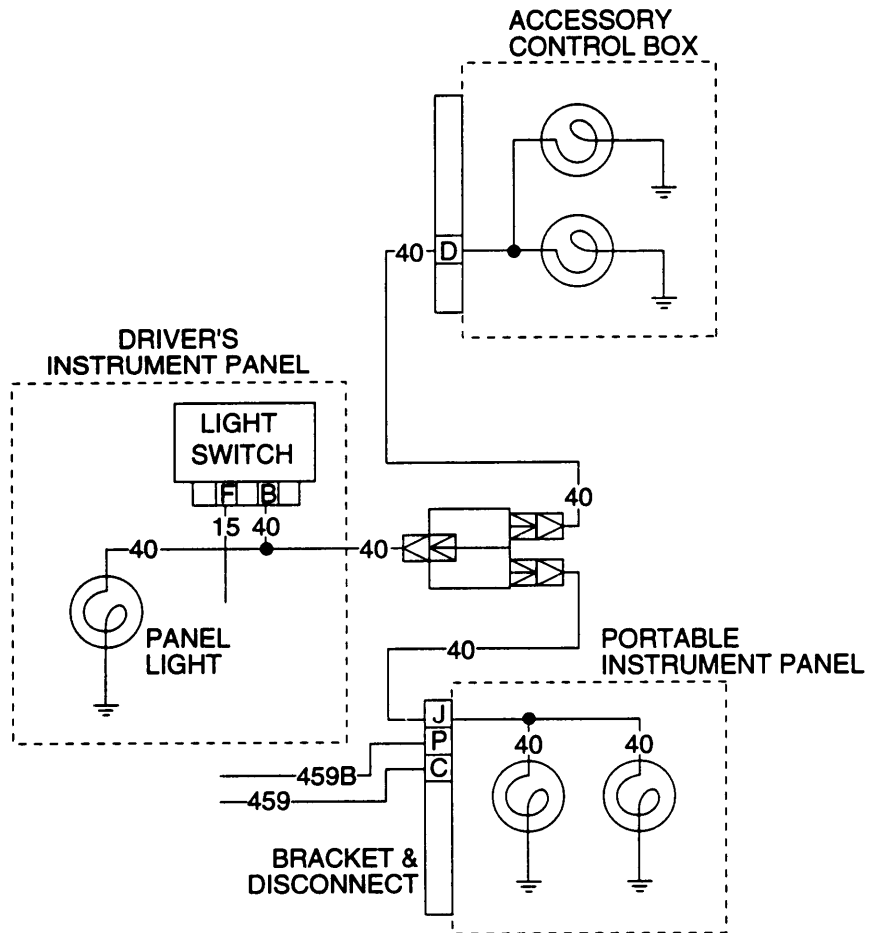 ACCESSORY
CONTROL BOX
40
D
DRIVER'S
INSTRUMENT PANEL
LIGHT
SWITCH
F B
15 40
40
40
40
PANEL
LIGHT
40
PORTABLE
INSTRUMENT PANEL
J
P
C
40 40
459B
459
BRACKET &
DISCONNECT